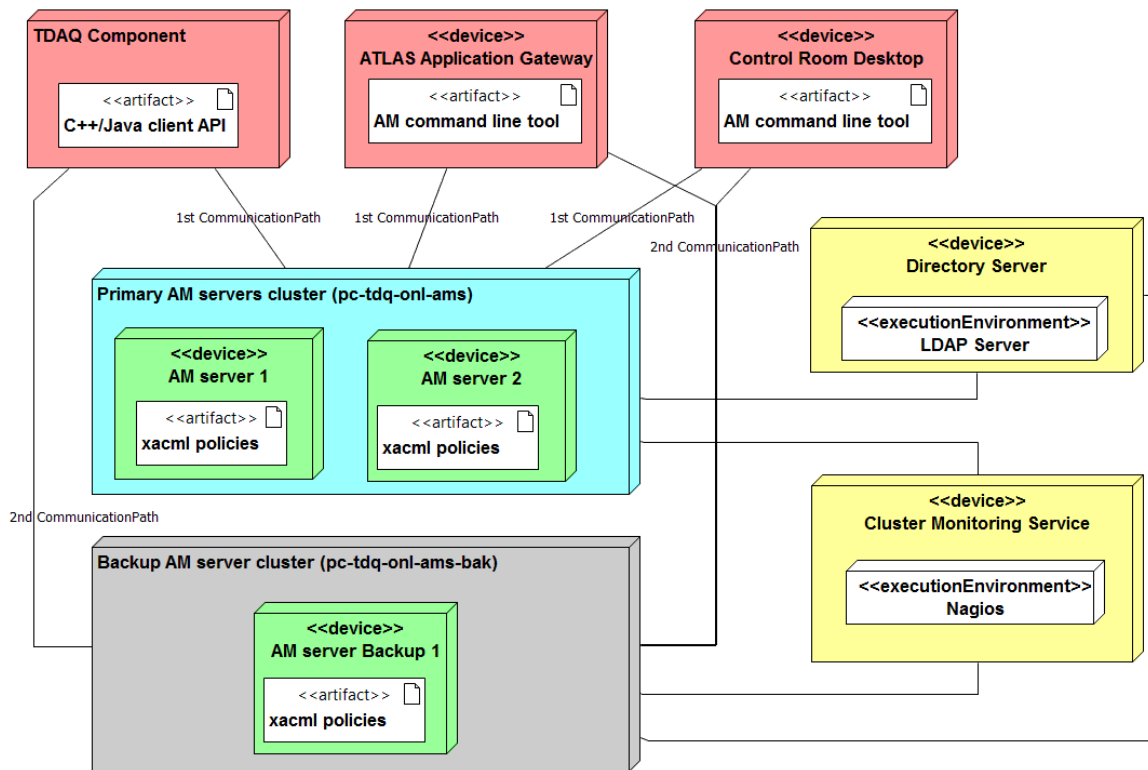 TDAQ Component
<<artifact>>
C++/Java client API
<<device>>
ATLAS Application Gateway
<<artifact>>
AM command line tool
<<device>>
Control Room Desktop
<<artifact>>
AM command line tool
1st CommunicationPath
1st CommunicationPath
1st CommunicationPath
2nd CommunicationPath
<<device>>
Directory Server
<<executionEnvironment>>
LDAP Server
Primary AM servers cluster (pc-tdq-onl-ams)
<<device>>
AM server 1
<<artifact>>
xacml policies
<<device>>
AM server 2
<<artifact>>
xacml policies
<<device>>
Cluster Monitoring Service
<<executionEnvironment>>
Nagios
2nd CommunicationPath
Backup AM server cluster (pc-tdq-onl-ams-bak)
<<device>>
AM server Backup 1
<<artifact>>
xacml policies